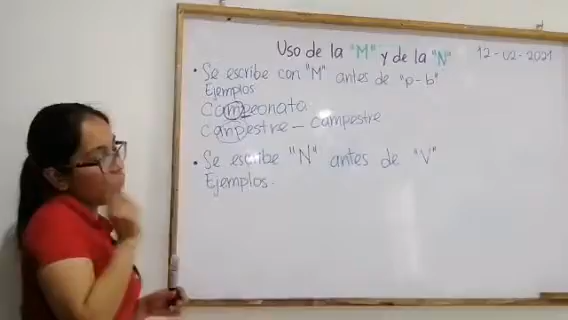 Uso de la "M" y de la "N" 12-02-2021
• Se escribe con "M" antes de "p-b"
Ejemplos
Campeonata
Canpestre - Campestre
• Se escribe "N" antes de "V"
Ejemplos.